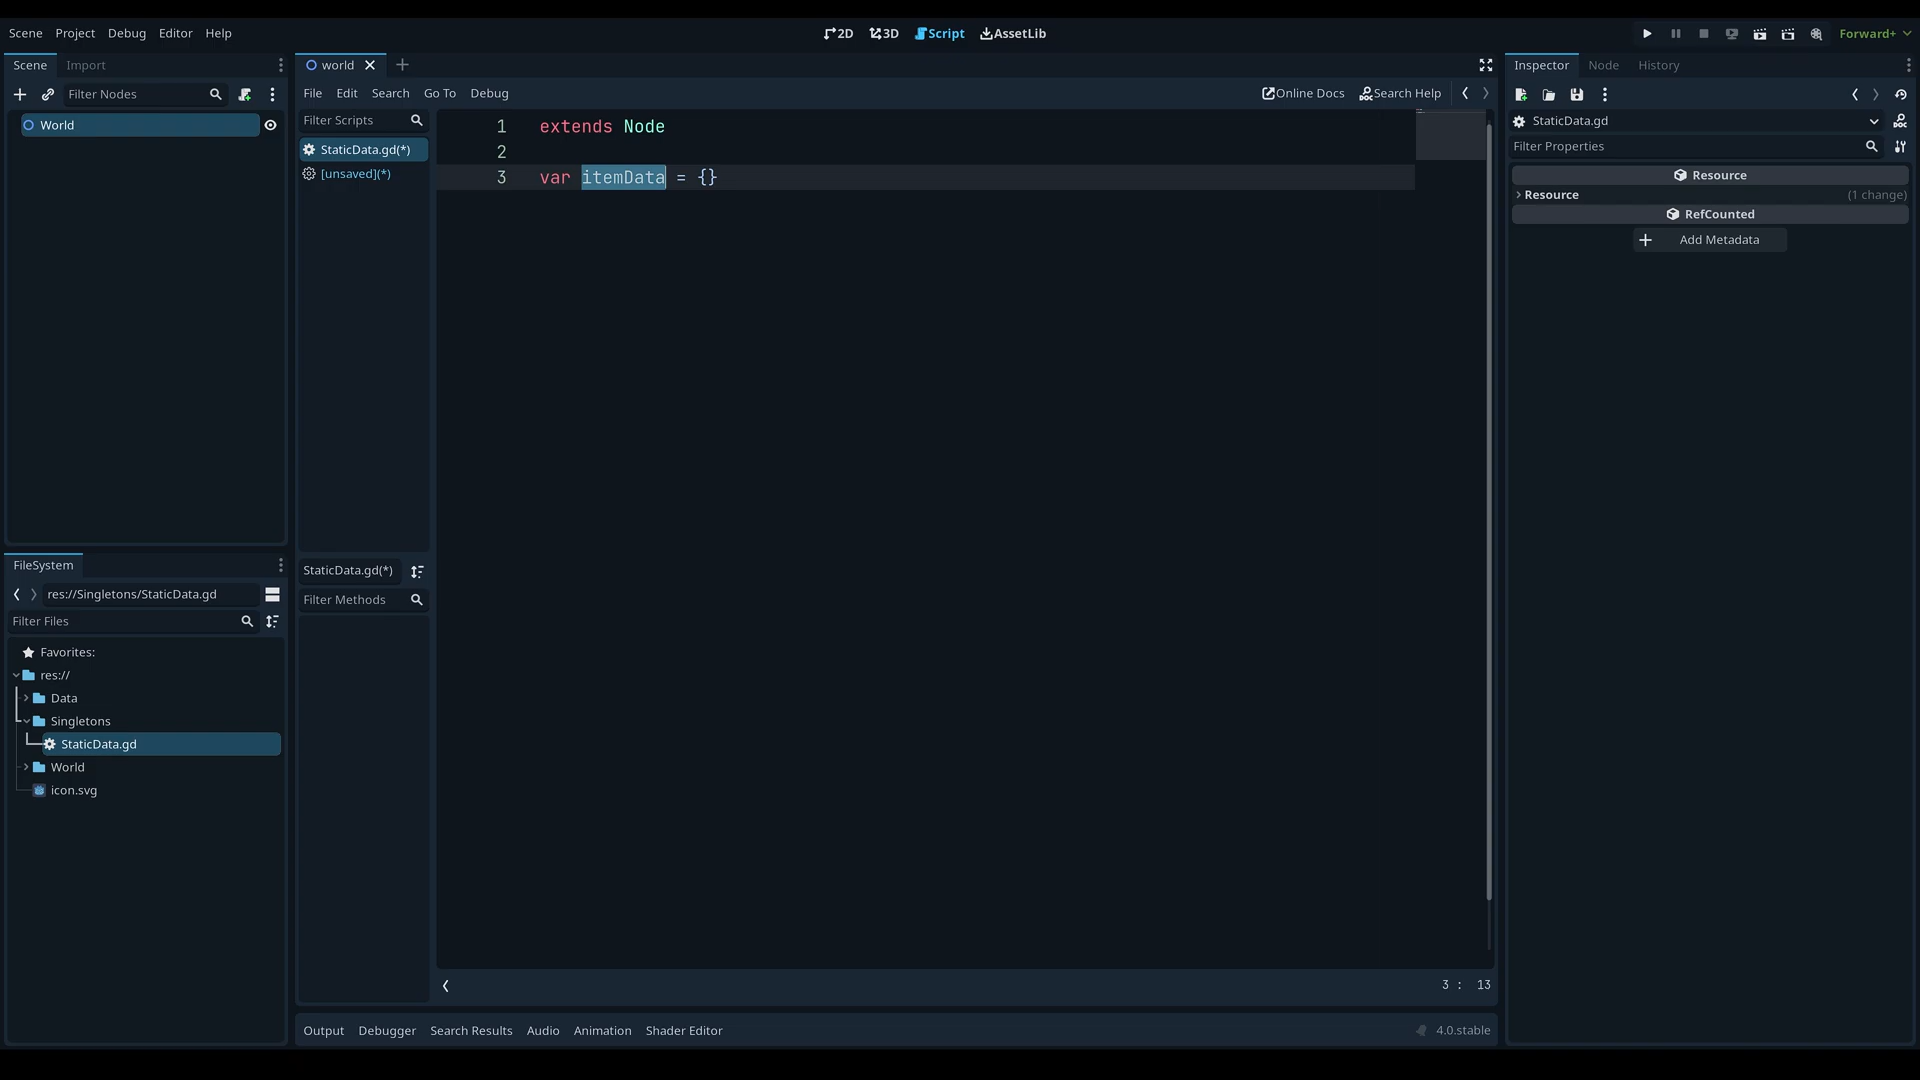 Scene Project Debug Editor Help
2D 3D Script AssetLib
Forward+
Scene Import
Filter Nodes
World
world
File Edit Search Go To Debug
Online Docs Search Help
Filter Scripts
StaticData.gd(*)
[unsaved](*)
StaticData.gd(*)
Filter Methods
1 extends Node
2
3 var itemData = {}
3 : 13
Output Debugger Search Results Audio Animation Shader Editor
4.0.stable
FileSystem
res://Singletons/StaticData.gd
Filter Files
Favorites:
res://
Data
Singletons
StaticData.gd
World
icon.svg
Inspector Node History
StaticData.gd
DOC
Filter Properties
Resource
Resource (1 change)
RefCounted
Add Metadata